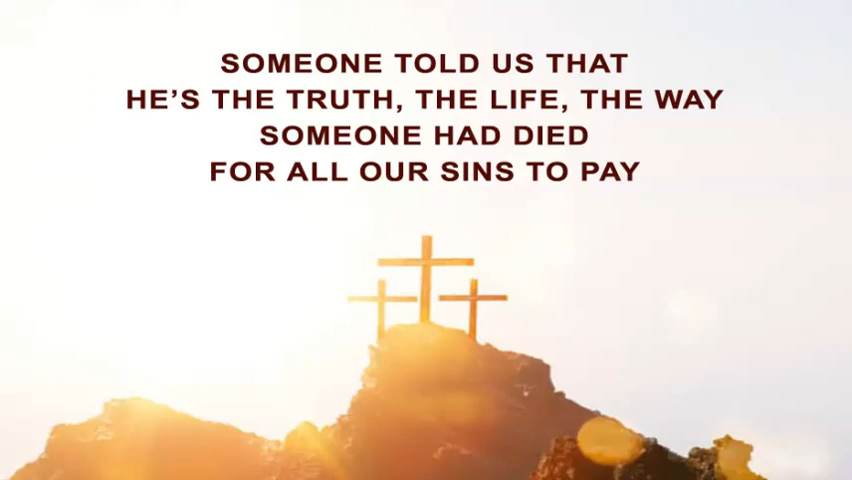 SOMEONE TOLD US THAT
HE’S THE TRUTH, THE LIFE, THE WAY
SOMEONE HAD DIED
FOR ALL OUR SINS TO PAY